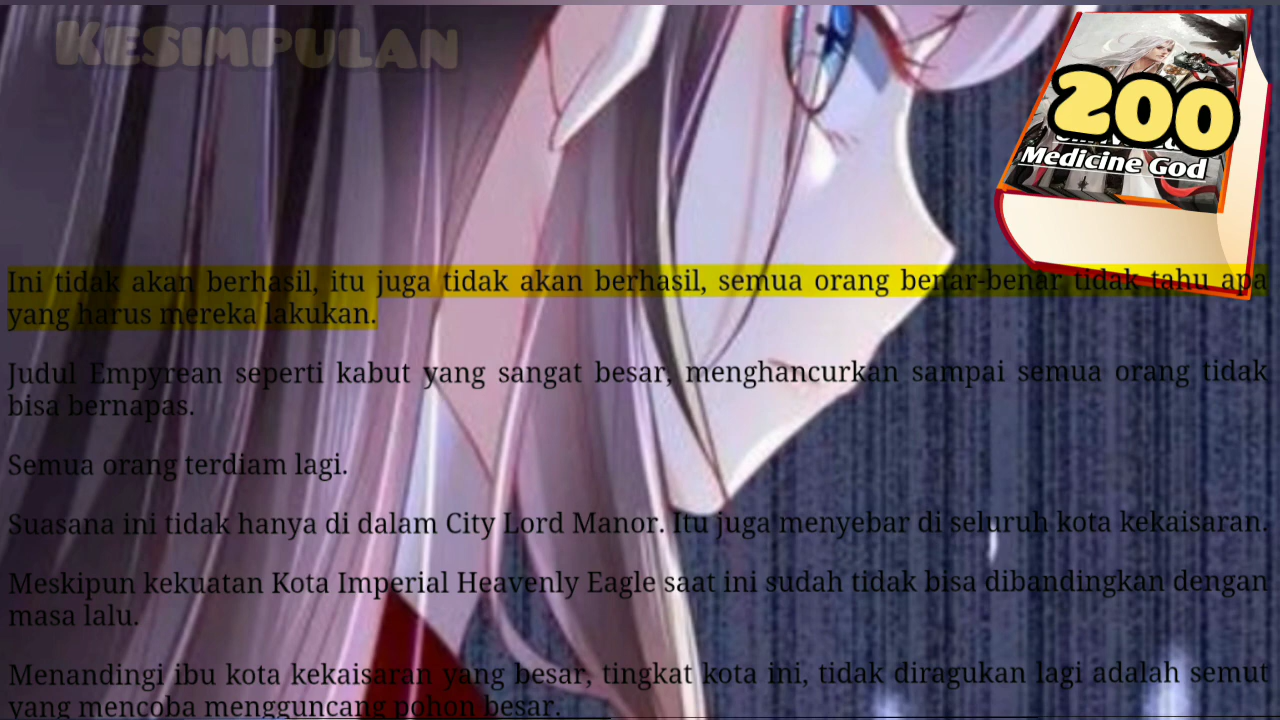 KESIMPULAN
200
Medicine God
Ini tidak akan berhasil, itu juga tidak akan berhasil, semua orang benar-benar tidak tahu apa
yang harus mereka lakukan.
Judul Empyrean seperti kabut yang sangat besar, menghancurkan sampai semua orang tidak
bisa bernapas.
Semua orang terdiam lagi.
Suasana ini tidak hanya di dalam City Lord Manor. Itu juga menyebar di seluruh kota kekaisaran.
Meskipun kekuatan Kota Imperial Heavenly Eagle saat ini sudah tidak bisa dibandingkan dengan
masa lalu.
Menandingi ibu kota kekaisaran yang besar, tingkat kota ini, tidak diragukan lagi adalah semut
yang mencoba mengguncang pohon besar.